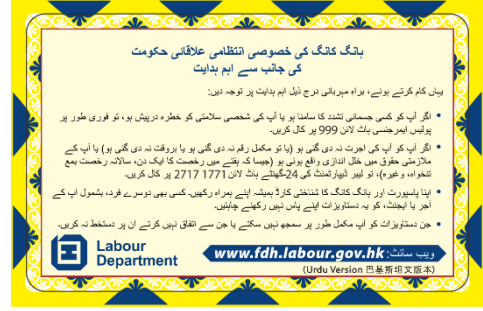 ہانگ کانگ کی خصوصی انتظامی علاقائی حکومت
کی جانب سے اہم ہدایت
یہاں کام کرتے ہوئے، براہِ مہربانی درج ذیل اہم ہدایت پر توجہ دیں:
• اگر آپ کو کسی جسمانی تشدد کا سامنا ہو یا آپ کی شخصی سلامتی کو خطرہ درپیش ہو، تو فوری طور پر
پولیس ایمرجنسی ہاٹ لائن 999 پر کال کریں۔
• اگر آپ کو آپ کی اجرت نہ دی گئی ہو (یا تو مکمل رقم نہ دی گئی ہو یا بروقت نہ دی گئی ہو) یا آپ کے
ملازمتی حقوق میں خلل اندازی واقع ہوئی ہو (جیسا کہ ہفتے میں رخصت کا ایک دن، سالانہ رخصت بمع
تنخواہ، وغیرہ)، تو لیبر ڈیپارٹمنٹ کی 24-گھنٹے ہاٹ لائن 1771 2717 پر کال کریں۔
• اپنا پاسپورٹ اور ہانگ کانگ کا شناختی کارڈ ہمیشہ اپنے ہمراہ رکھیں۔ کسی بھی دوسرے فرد، بشمول آپ کے
آجر یا ایجنٹ، کو یہ دستاویزات اپنے پاس نہیں رکھنے چاہئیں۔
• جن دستاویزات کو آپ مکمل طور پر سمجھ نہیں سکتے یا جن سے اتفاق نہیں کرتے ان پر دستخط نہ کریں۔
Labour
Department
ویب سائٹ: www.fdh.labour.gov.hk
(Urdu Version 巴基斯坦文版本)